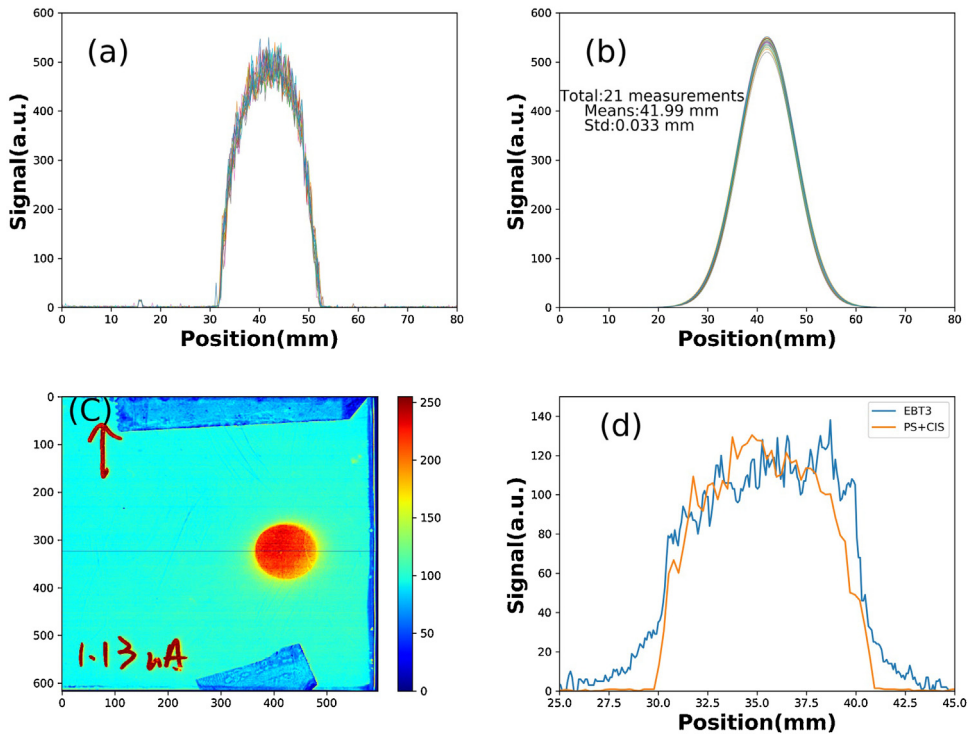 600
500
400
300
200
100
0
0 10 20 30 40 50 60 70 80
Signal(a.u.)
Position(mm)
(a)
600
500
400
300
200
100
0
0 10 20 30 40 50 60 70 80
Signal(a.u.)
Position(mm)
(b)
Total:21 measurements
Means:41.99 mm
Std:0.033 mm
(C)
0
100
200
300
400
500
600
0 100 200 300 400 500
1.13 nA
250
200
150
100
50
0
(d)
EBT3
PS+CIS
140
120
100
80
60
40
20
0
25.0 27.5 30.0 32.5 35.0 37.5 40.0 42.5 45.0
Signal(a.u.)
Position(mm)